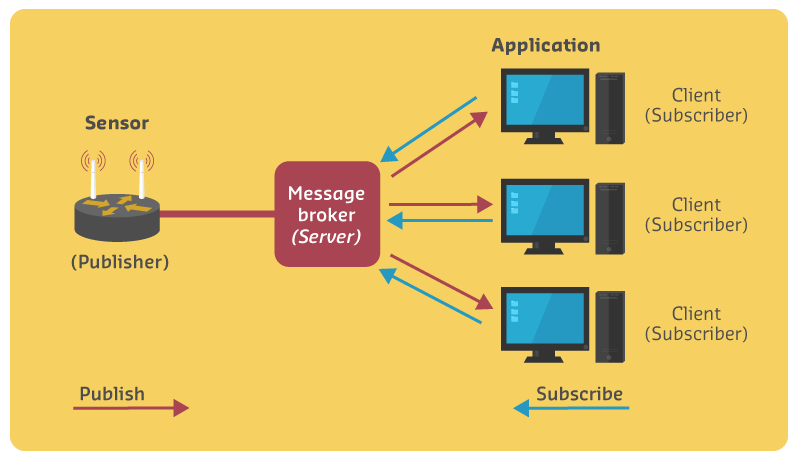 Application
Sensor
Client
(Subscriber)
Message
broker
(Server)
Client
(Subscriber)
(Publisher)
Client
(Subscriber)
Publish
Subscribe